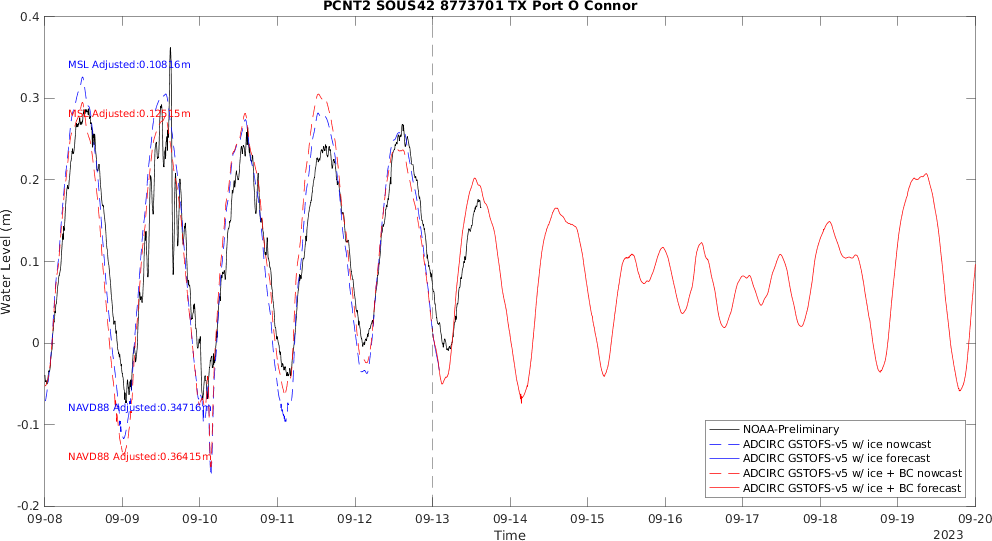 PCNT2 SOUS42 8773701 TX Port O Connor
0.4
0.3
0.2
0.1
0
-0.1
-0.2
Water Level (m)
MSL Adjusted:0.10816m
MSL Adjusted:0.12515m
NAVD88 Adjusted:0.34716m
NAVD88 Adjusted:0.36415m
NOAA-Preliminary
ADCIRC GSTOFS-v5 w/ ice nowcast
ADCIRC GSTOFS-v5 w/ ice forecast
ADCIRC GSTOFS-v5 w/ ice + BC nowcast
ADCIRC GSTOFS-v5 w/ ice + BC forecast
09-08 09-09 09-10 09-11 09-12 09-13 09-14 09-15 09-16 09-17 09-18 09-19 09-20
Time
2023